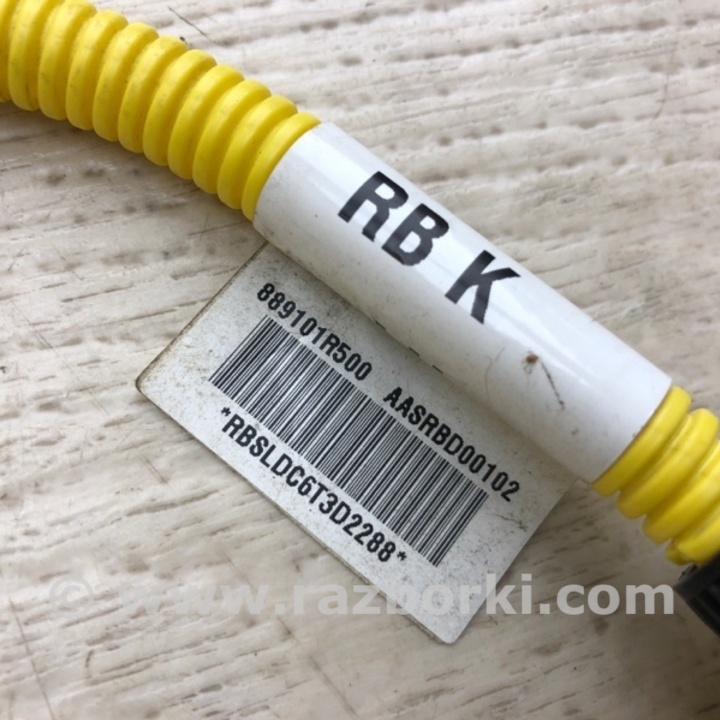 RB K
889101R500 AASRBD00102
*RBSLDC6T3D2288*
© www.razborki.com